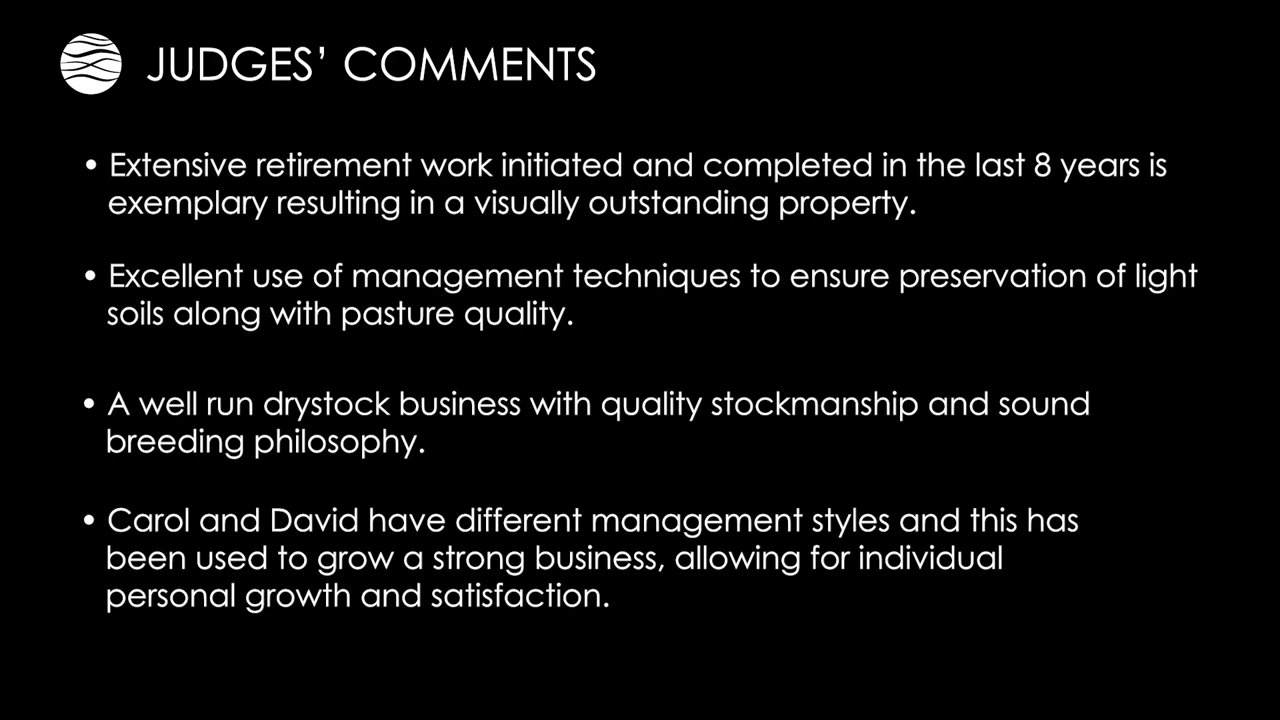 JUDGES’ COMMENTS
• Extensive retirement work initiated and completed in the last 8 years is
exemplary resulting in a visually outstanding property.
• Excellent use of management techniques to ensure preservation of light
soils along with pasture quality.
• A well run drystock business with quality stockmanship and sound
breeding philosophy.
• Carol and David have different management styles and this has
been used to grow a strong business, allowing for individual
personal growth and satisfaction.